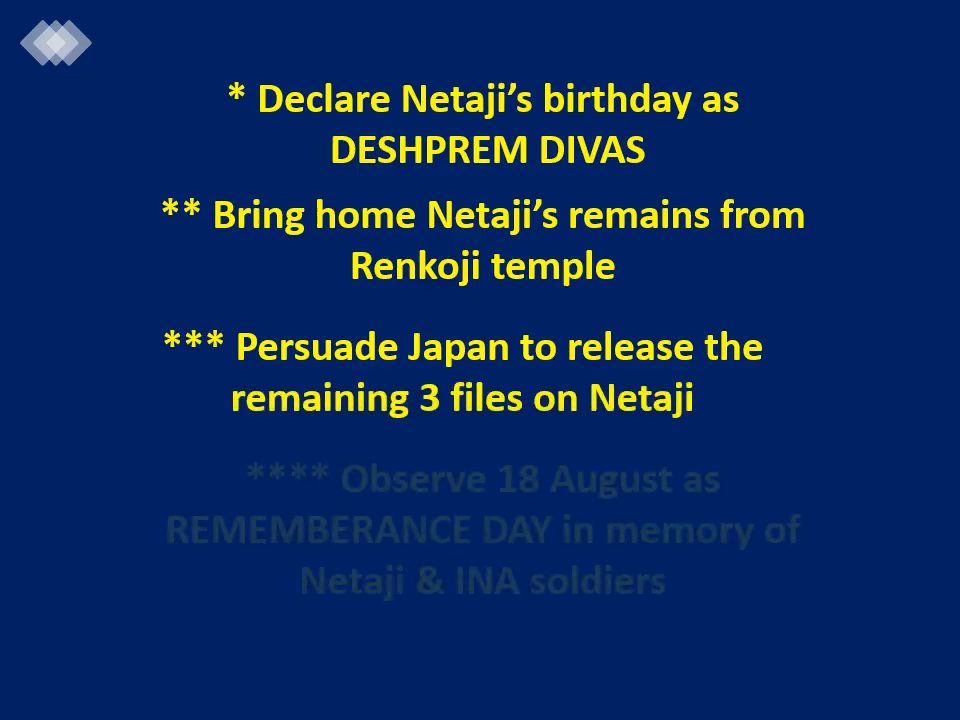 * Declare Netaji’s birthday as
DESHPREM DIVAS
** Bring home Netaji’s remains from
Renkoji temple
*** Persuade Japan to release the
remaining 3 files on Netaji
**** Observe 18 August as
REMEMBERANCE DAY in memory of
Netaji & INA soldiers